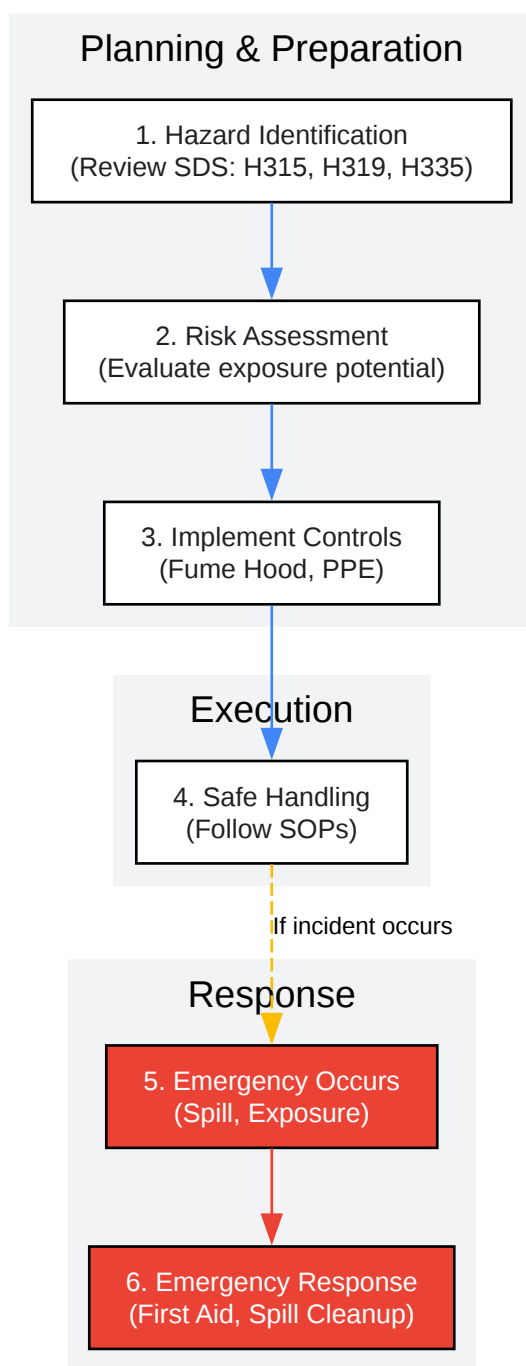 Planning & Preparation
1. Hazard Identification
(Review SDS: H315, H319, H335)
2. Risk Assessment
(Evaluate exposure potential)
3. Implement Controls
(Fume Hood, PPE)
Execution
4. Safe Handling
(Follow SOPs)
If incident occurs
Response
5. Emergency Occurs
(Spill, Exposure)
6. Emergency Response
(First Aid, Spill Cleanup)